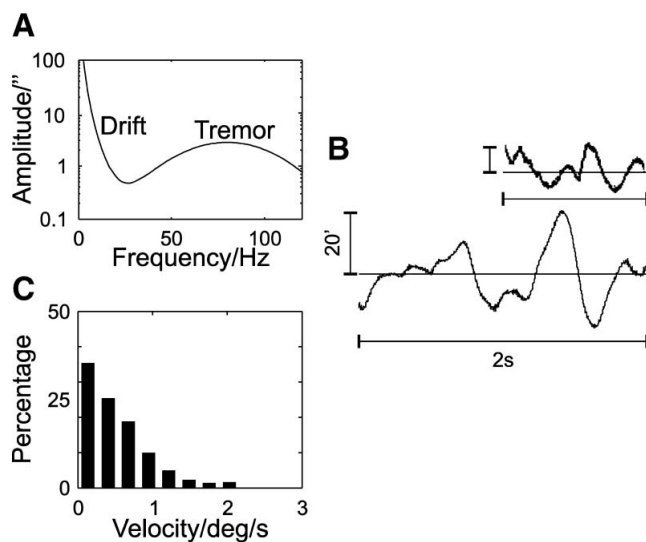 A
100
10
1
0.1
Amplitude/”
Drift
Tremor
0
50
100
Frequency/Hz
B
20’
2s
C
50
25
0
Percentage
0
1
2
3
Velocity/deg/s